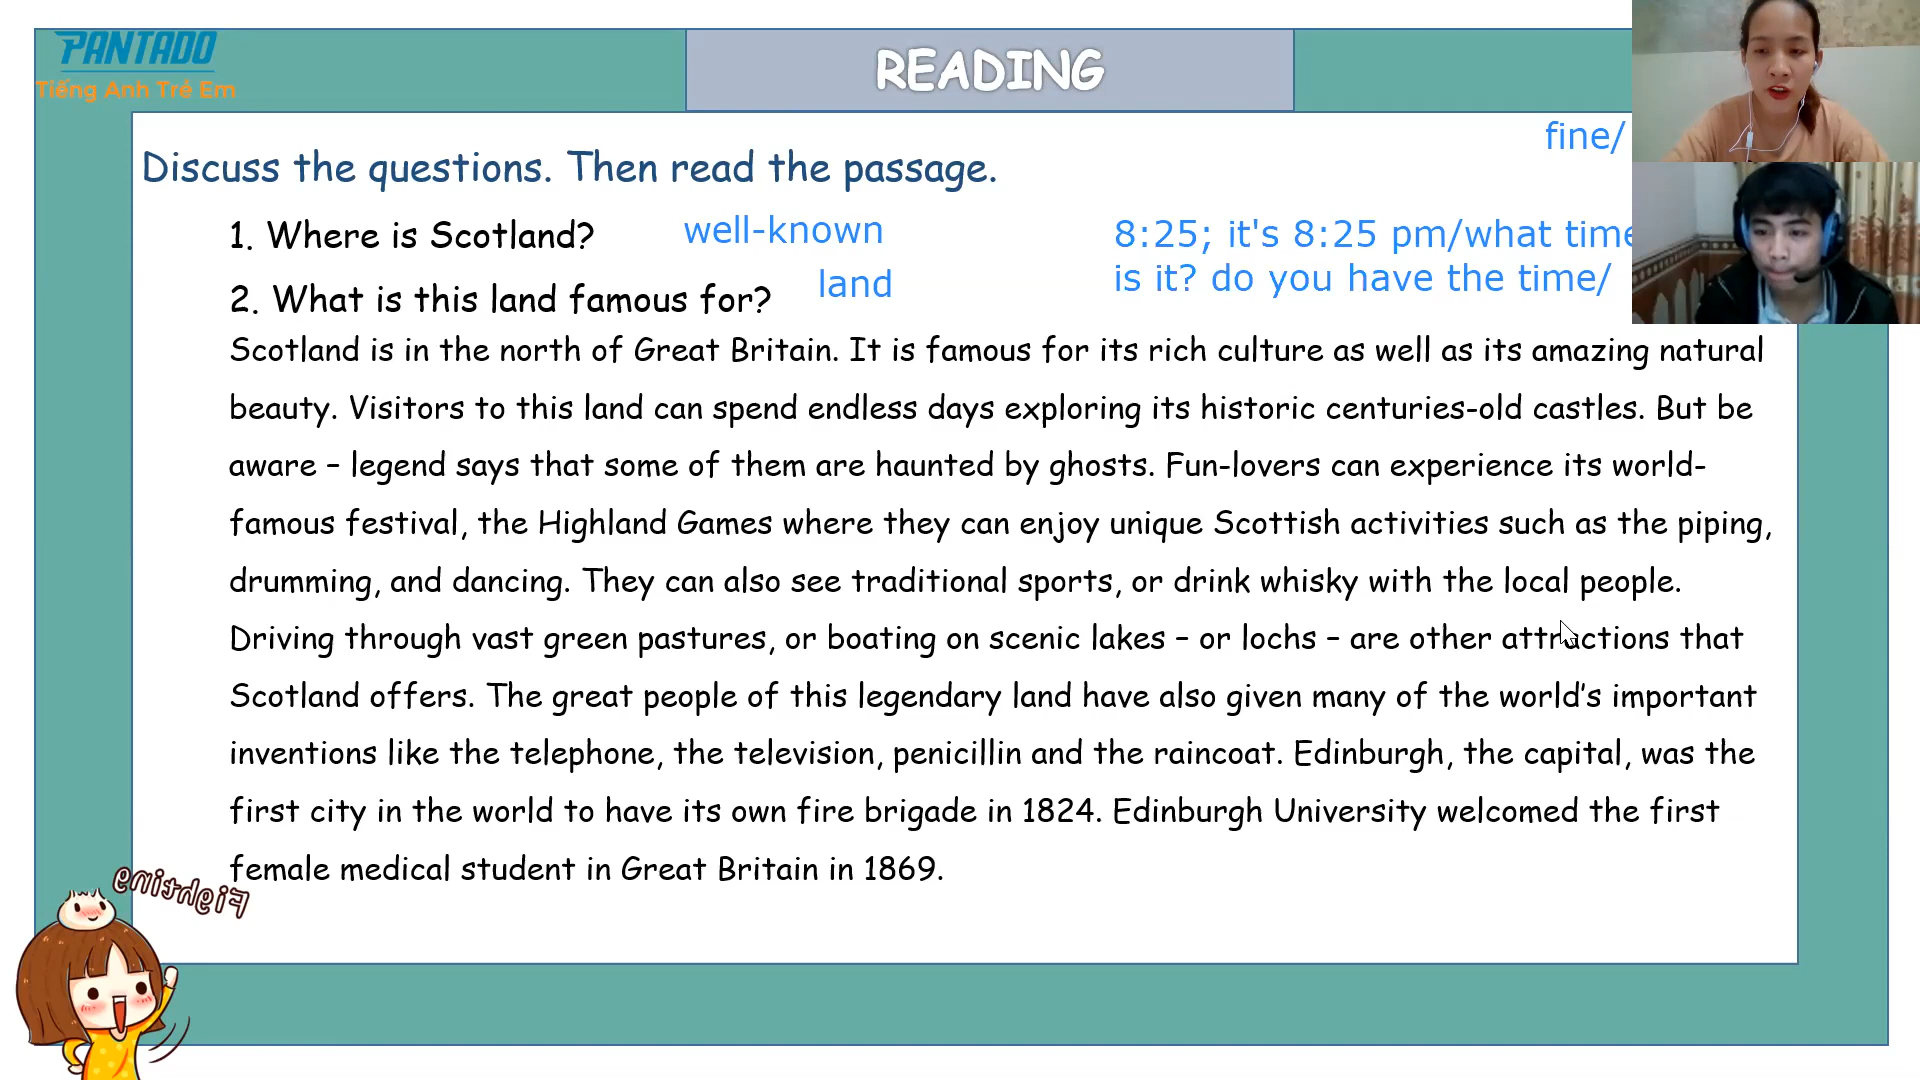 PANTADO
Tiếng Anh Trẻ Em
READING
fine/
Discuss the questions. Then read the passage.
1. Where is Scotland?
well-known
8:25; it's 8:25 pm/what time
is it? do you have the time/
2. What is this land famous for?
land
Scotland is in the north of Great Britain. It is famous for its rich culture as well as its amazing natural
beauty. Visitors to this land can spend endless days exploring its historic centuries-old castles. But be
aware – legend says that some of them are haunted by ghosts. Fun-lovers can experience its world-
famous festival, the Highland Games where they can enjoy unique Scottish activities such as the piping,
drumming, and dancing. They can also see traditional sports, or drink whisky with the local people.
Driving through vast green pastures, or boating on scenic lakes – or lochs – are other attractions that
Scotland offers. The great people of this legendary land have also given many of the world’s important
inventions like the telephone, the television, penicillin and the raincoat. Edinburgh, the capital, was the
first city in the world to have its own fire brigade in 1824. Edinburgh University welcomed the first
female medical student in Great Britain in 1869.
Fighting